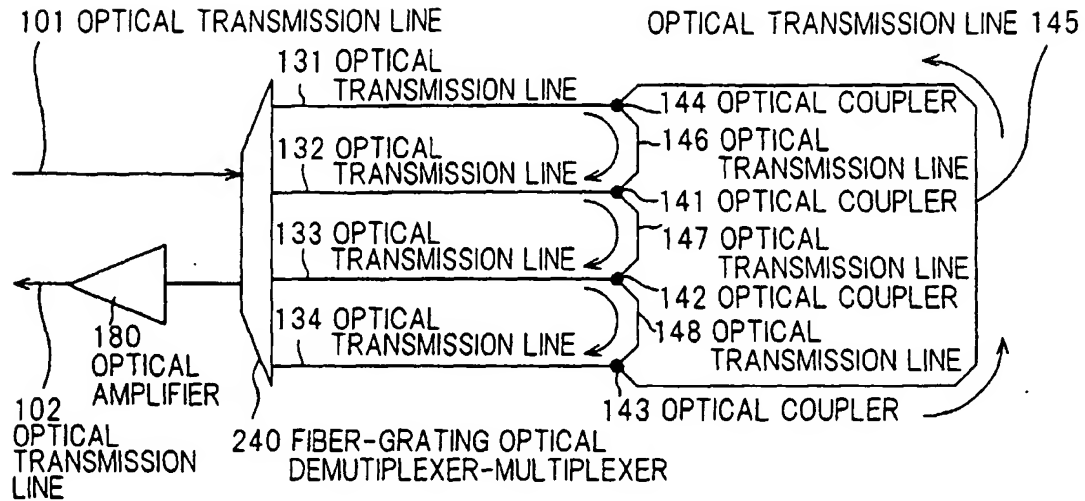 101 OPTICAL TRANSMISSION LINE
OPTICAL TRANSMISSION LINE 145
131 OPTICAL
TRANSMISSION LINE
144 OPTICAL COUPLER
132 OPTICAL
TRANSMISSION LINE
146 OPTICAL
TRANSMISSION LINE
141 OPTICAL COUPLER
133 OPTICAL
TRANSMISSION LINE
147 OPTICAL
TRANSMISSION LINE
142 OPTICAL COUPLER
134 OPTICAL
TRANSMISSION LINE
148 OPTICAL
TRANSMISSION LINE
180
OPTICAL
AMPLIFIER
143 OPTICAL COUPLER
102
OPTICAL
TRANSMISSION
LINE
240 FIBER-GRATING OPTICAL
DEMUTIPLEXER-MULTIPLEXER